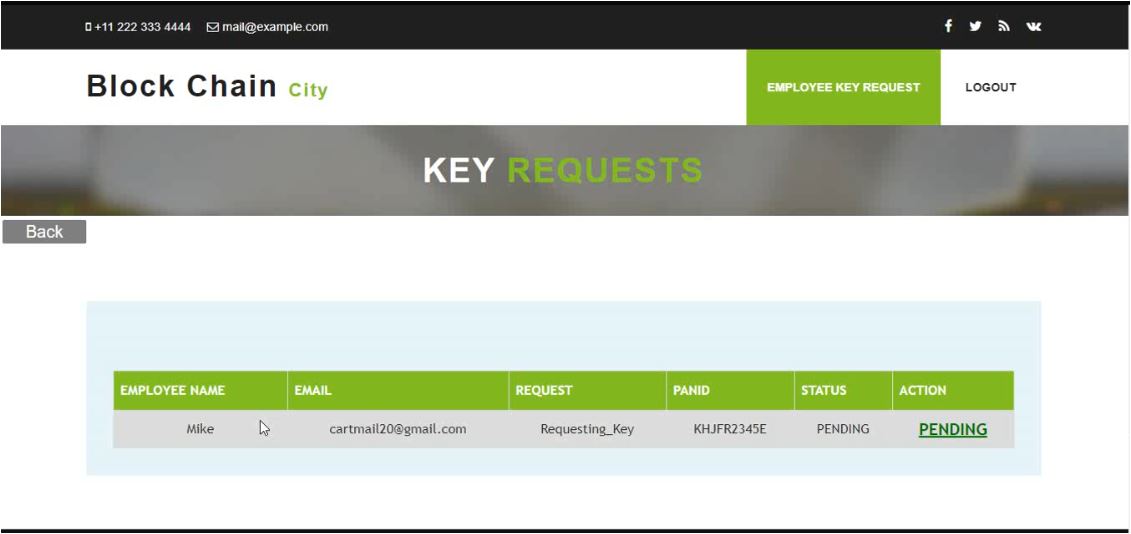 +11 222 333 4444 mail@example.com
Block Chain City
EMPLOYEE KEY REQUEST LOGOUT
KEY REQUESTS
Back
EMPLOYEE NAME EMAIL REQUEST PANID STATUS ACTION
Mike cartmail20@gmail.com Requesting_Key KHJFR2345E PENDING PENDING